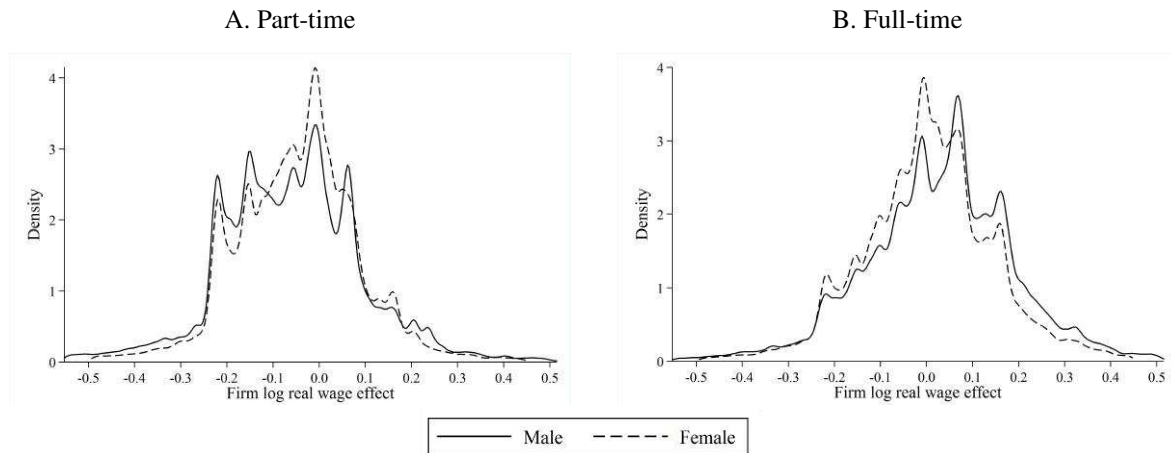 A. Part-time
B. Full-time
Density
4
3
2
1
0
-0.5 -0.4 -0.3 -0.2 -0.1 0.0 0.1 0.2 0.3 0.4 0.5
Firm log real wage effect
Density
4
3
2
1
0
-0.5 -0.4 -0.3 -0.2 -0.1 0.0 0.1 0.2 0.3 0.4 0.5
Firm log real wage effect
Male Female